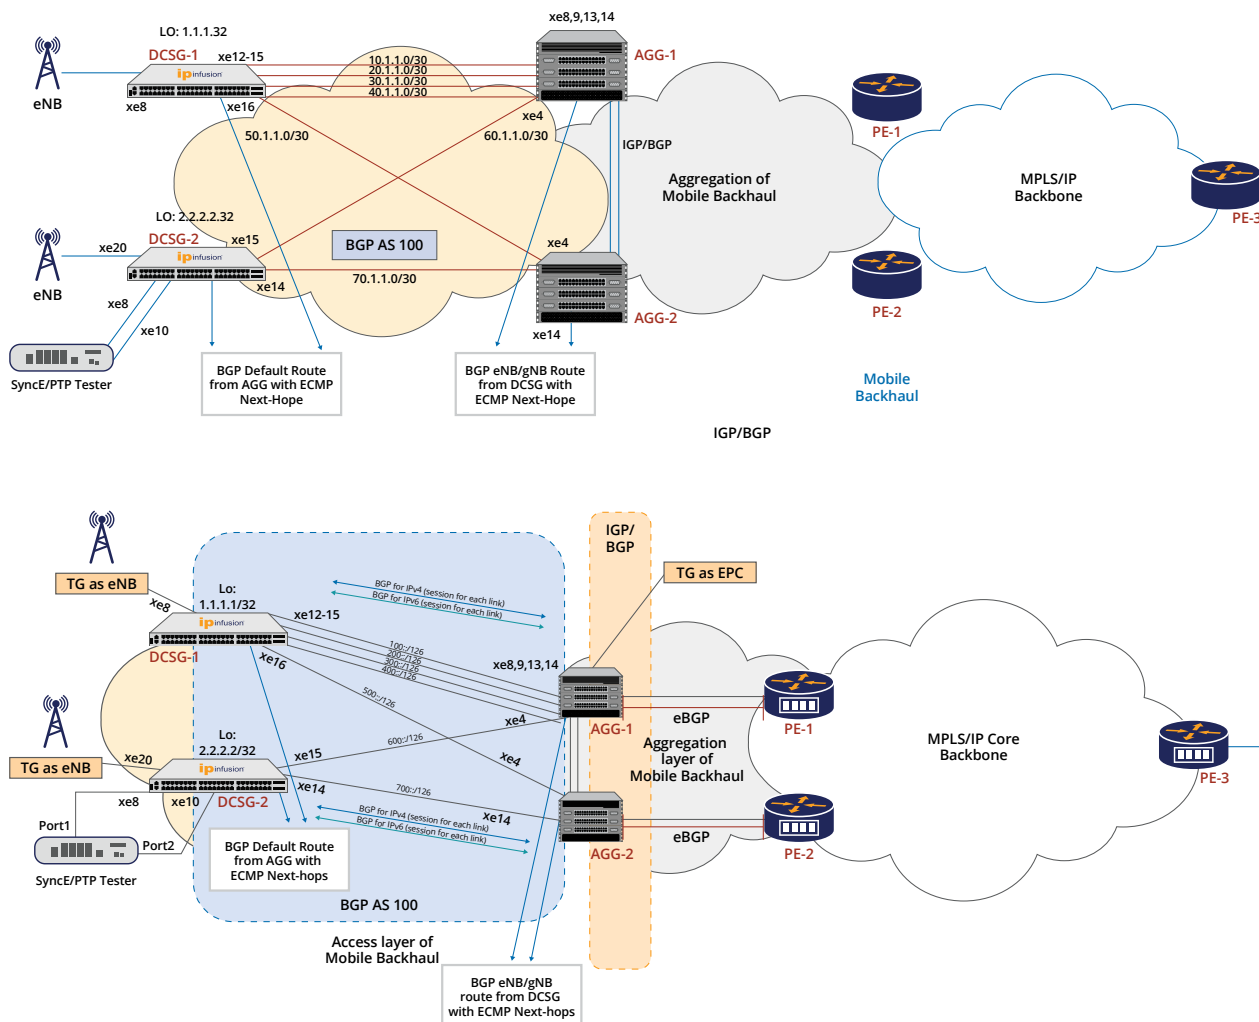 xe8,9,13,14
LO: 1.1.1.32
DCSG-1
xe12-15
AGG-1
10.1.1.0/30
20.1.1.0/30
30.1.1.0/30
40.1.1.0/30
ip infusion
eNB
xe8
xe16
xe4
50.1.1.0/30
60.1.1.0/30
IGP/BGP
PE-1
Aggregation of
Mobile Backhaul
MPLS/IP
Backbone
PE-3
LO: 2.2.2.2.32
DCSG-2
xe15
xe20
BGP AS 100
xe4
ip infusion
eNB
xe14
70.1.1.0/30
xe8
xe10
AGG-2
PE-2
xe14
SyncE/PTP Tester
BGP Default Route
from AGG with ECMP
Next-Hope
BGP eNB/gNB Route
from DCSG with
ECMP Next-Hope
Mobile
Backhaul
IGP/BGP
IGP/
BGP
TG as EPC
TG as eNB
Lo:
1.1.1.1/32
BGP for IPv4 (session for each link)
BGP for IPv6 (session for each link)
xe8
xe12-15
ip infusion
DCSG-1
xe16
100::/126
200::/126
300::/126
400::/126
500::/126
xe8,9,13,14
xe4
AGG-1
eBGP
PE-1
Aggregation
layer of
Mobile Backhaul
MPLS/IP Core
Backbone
PE-3
Lo:
2.2.2.2/32
600::/126
xe15
xe4
TG as eNB
xe20
ip infusion
xe14
700::/126
xe8
xe10
DCSG-2
xe14
BGP for IPv4 (session for each link)
BGP for IPv6 (session for each link)
AGG-2
eBGP
PE-2
Port1
Port2
SyncE/PTP Tester
BGP Default Route
from AGG with
ECMP Next-hops
BGP AS 100
Access layer of
Mobile Backhaul
BGP eNB/gNB
route from DCSG
with ECMP Next-hops